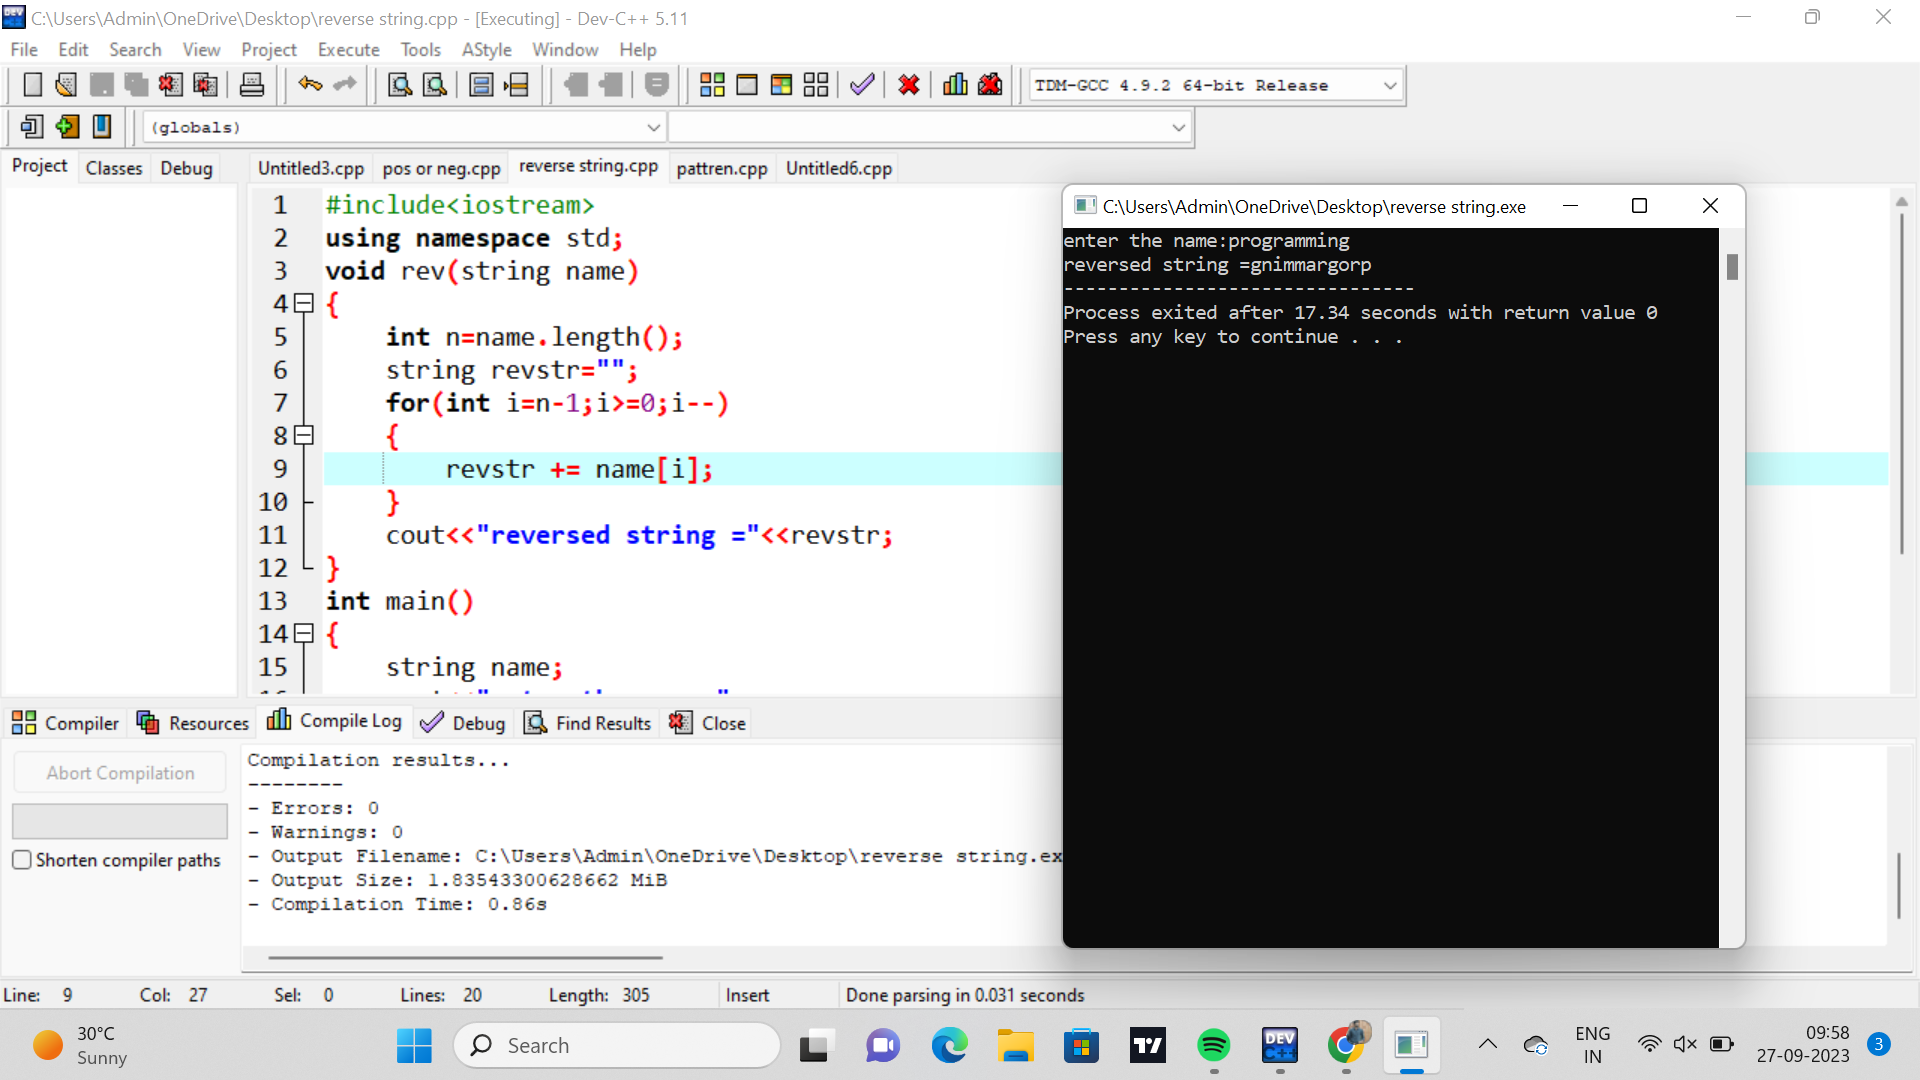 C:\Users\Admin\OneDrive\Desktop\reverse string.cpp - [Executing] - Dev-C++ 5.11
File Edit Search View Project Execute Tools AStyle Window Help
TDM-GCC 4.9.2 64-bit Release
(globals)
Project Classes Debug
Untitled3.cpp pos or neg.cpp reverse string.cpp pattren.cpp Untitled6.cpp
1 #include<iostream>
2 using namespace std;
3 void rev(string name)
4 {
5 int n=name.length();
6 string revstr="";
7 for(int i=n-1;i>=0;i--)
8 {
9 revstr += name[i];
10 }
11 cout<<"reversed string ="<<revstr;
12 }
13 int main()
14 {
15 string name;
C:\Users\Admin\OneDrive\Desktop\reverse string.exe
enter the name:programming
reversed string =gnimmargorp
--------------------------------
Process exited after 17.34 seconds with return value 0
Press any key to continue . . .
Compiler Resources Compile Log Debug Find Results Close
Abort Compilation
Shorten compiler paths
Compilation results...
--------
- Errors: 0
- Warnings: 0
- Output Filename: C:\Users\Admin\OneDrive\Desktop\reverse string.ex
- Output Size: 1.83543300628662 MiB
- Compilation Time: 0.86s
Line: 9 Col: 27 Sel: 0 Lines: 20 Length: 305 Insert Done parsing in 0.031 seconds
30°C
Sunny
Search
DEV
C++
ENG
IN
09:58
27-09-2023
3